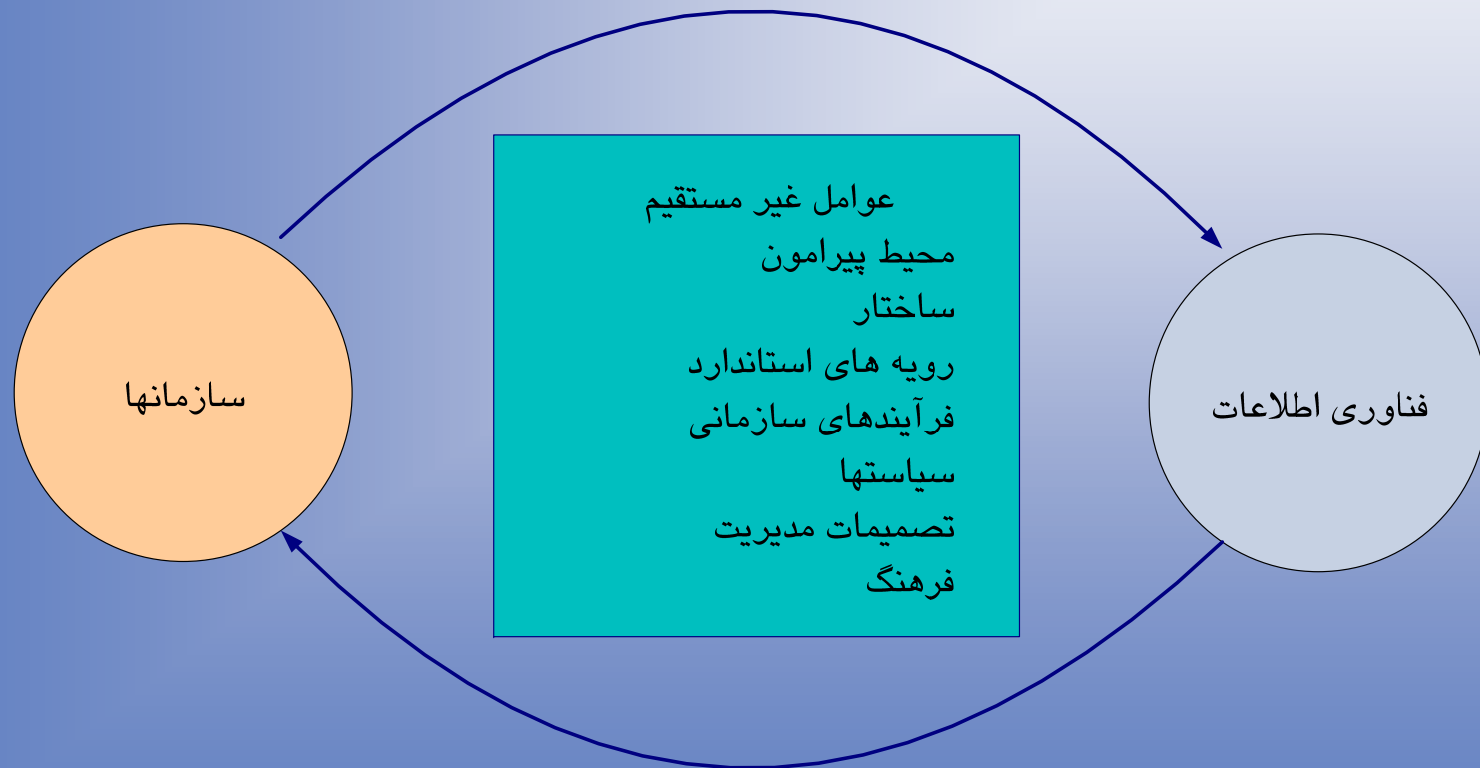 عوامل غیر مستقیم
محیط پیرامون
ساختار
رویه های استاندارد
فرآیندهای سازمانی
سیاستها
تصمیمات مدیریت
فرهنگ
فناوری اطلاعات
سازمانها